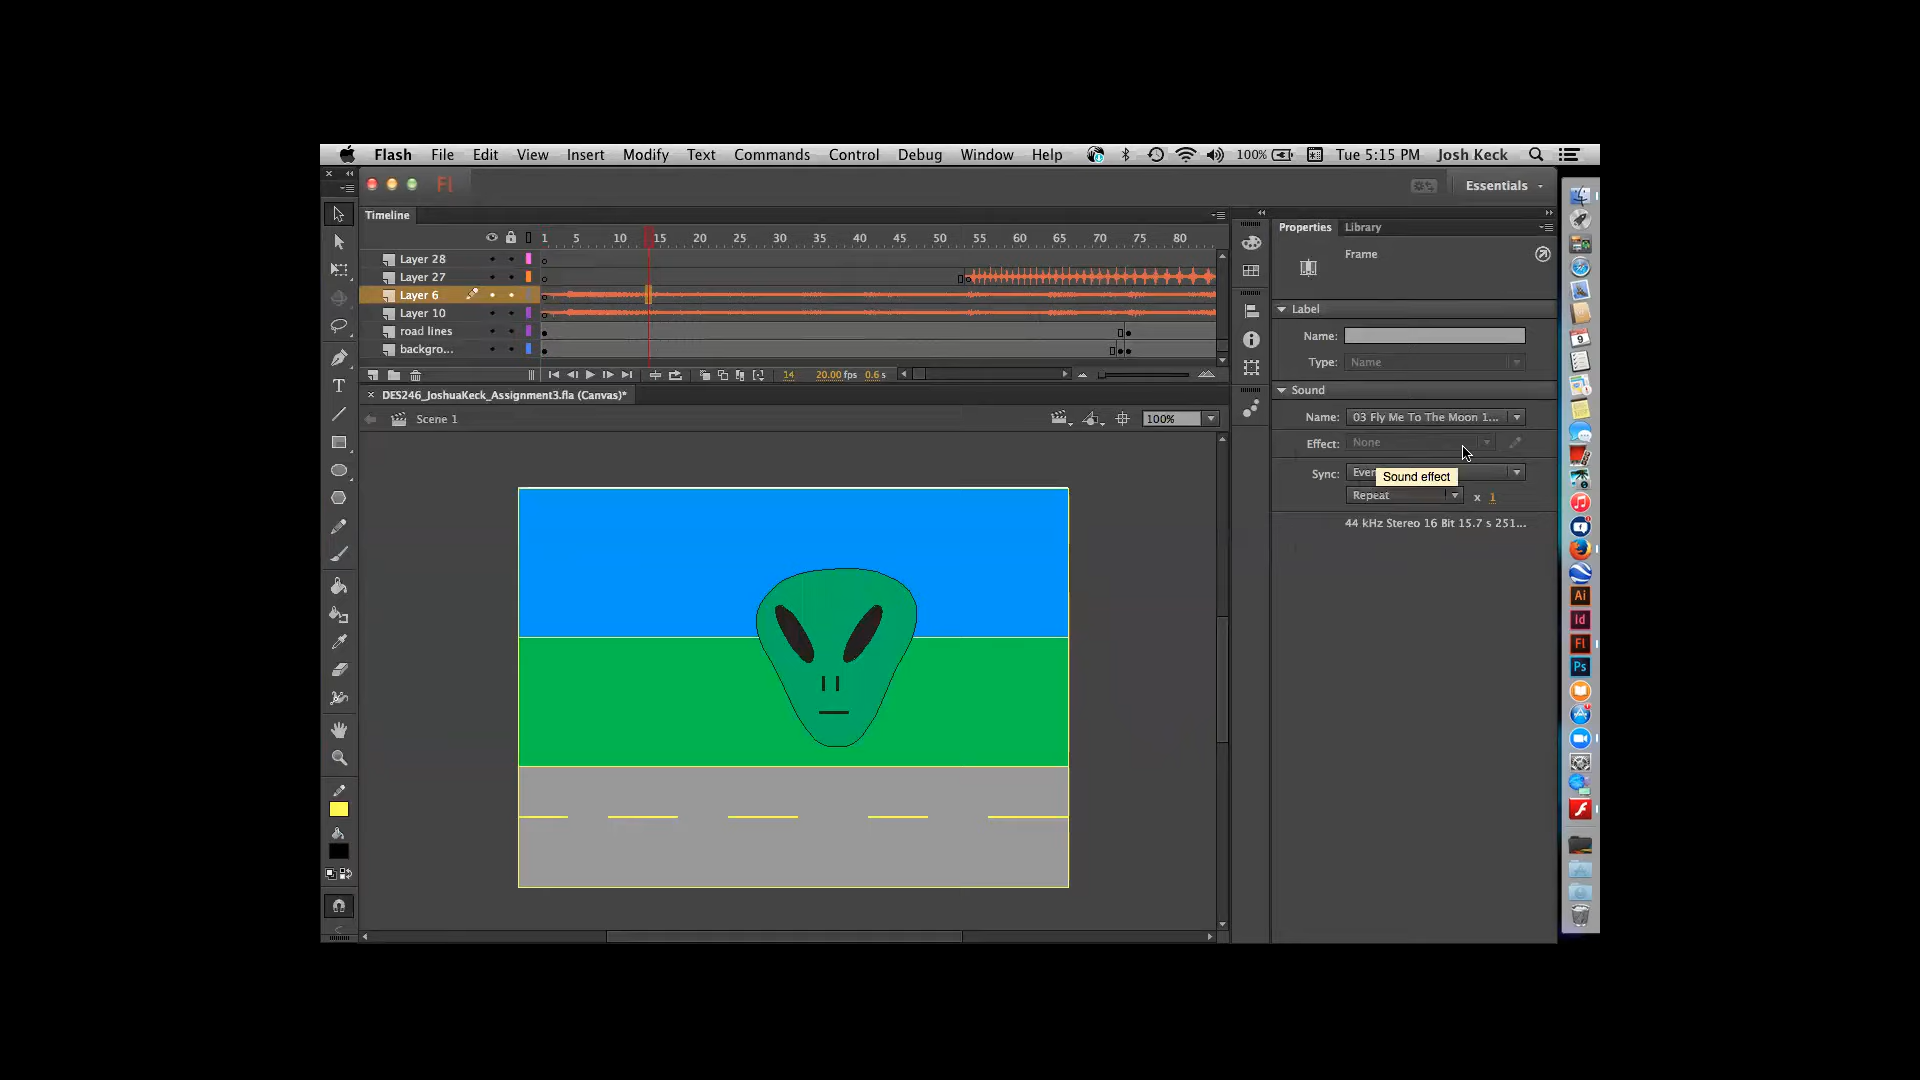 Flash File Edit View Insert Modify Text Commands Control Debug Window Help 100% Tue 5:15 PM Josh Keck
Fl Essentials
Timeline
1 5 10 15 20 25 30 35 40 45 50 55 60 65 70 75 80
Layer 28
Layer 27
Layer 6
Layer 10
road lines
backgro...
14 20.00 fps 0.6 s
DES246_JoshuaKeck_Assignment3.fla (Canvas)*
Scene 1 100%
Properties Library
Frame
Label
Name:
Type: Name
Sound
Name: 03 Fly Me To The Moon 1...
Effect: None
Sync: Even
Sound effect
Repeat x 1
44 kHz Stereo 16 Bit 15.7 s 251...
T
9
Ai
Id
Fl
Ps